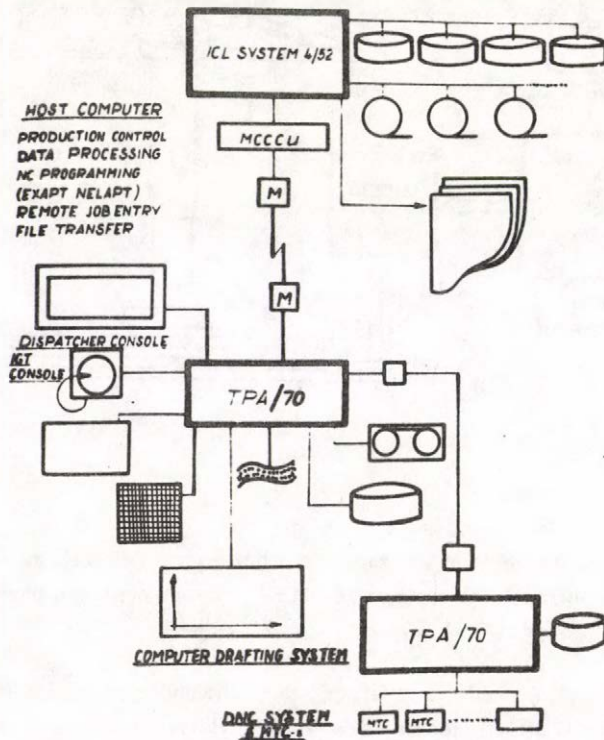 ICL SYSTEM 4/52
MCCCU
HOST COMPUTER
PRODUCTION CONTROL
DATA PROCESSING
NC PROGRAMMING
(EXAPT NELAPT)
REMOTE JOB ENTRY
FILE TRANSFER
M
M
DISPATCHER CONSOLE
IGT
CONSOLE
TPA/70
COMPUTER DRAFTING SYSTEM
TPA/70
DNC SYSTEM
& MTC-s
MTC
MTC